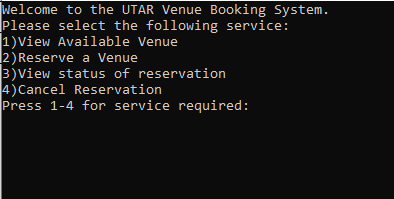 Welcome to the UTAR Venue Booking System.
Please select the following service:
1)View Available Venue
2)Reserve a Venue
3)View status of reservation
4)Cancel Reservation
Press 1-4 for service required: